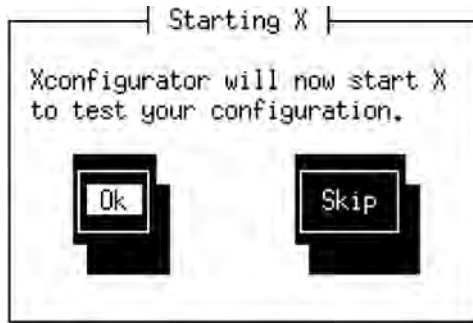 Starting X
Xconfigurator will now start X
to test your configuration.
Ok Skip